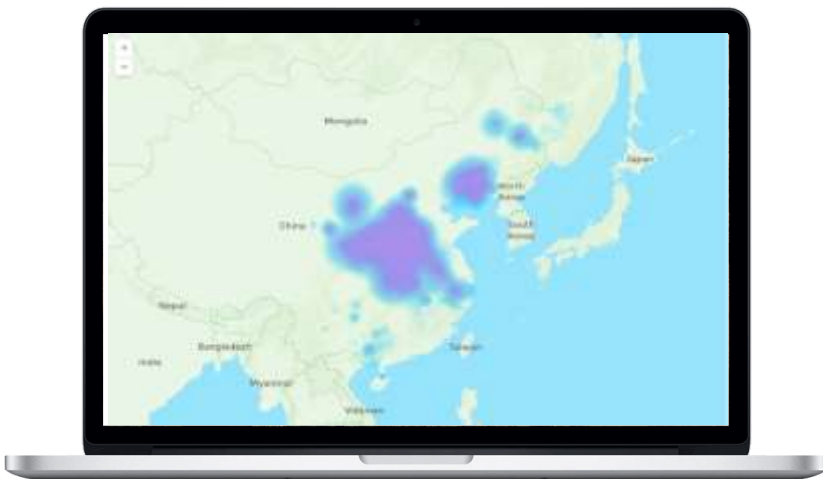 +
−
Mongolia
Japan
North
Korea
China
South
Korea
Nepal
Bangladesh
Taiwan
India
Myanmar
Vietnam